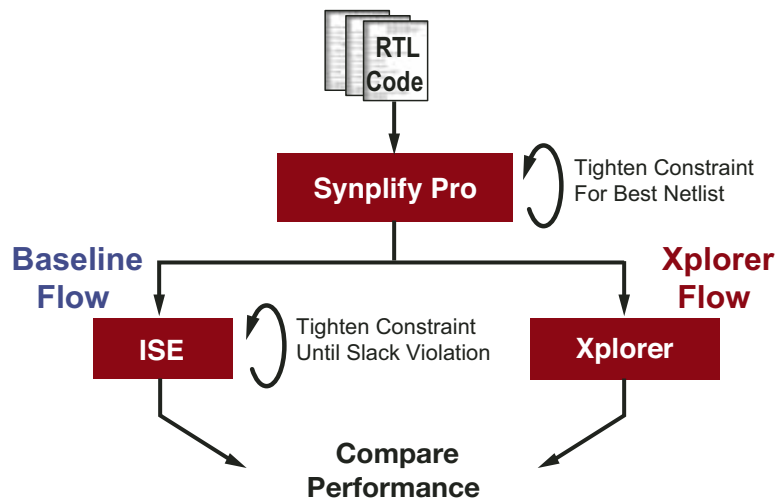 RTL
Code
Synplify Pro
Tighten Constraint
For Best Netlist
Baseline
Flow
Xplorer
Flow
ISE
Tighten Constraint
Until Slack Violation
Xplorer
Compare
Performance